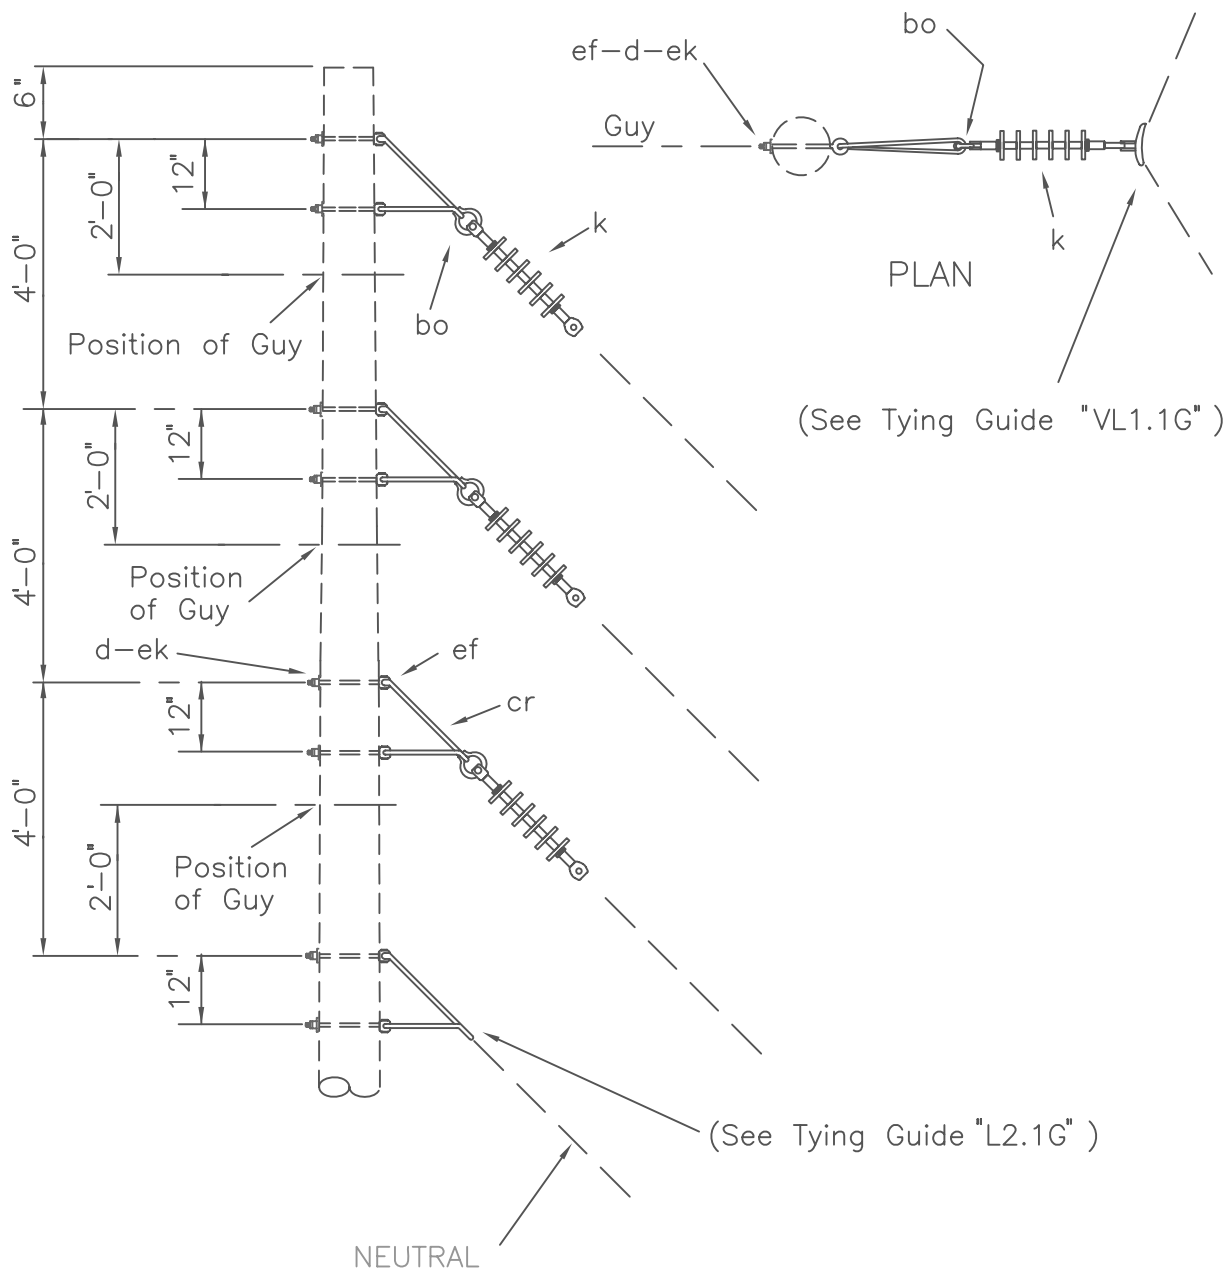 bo
ef-d-ek
6"
Guy
12"
2'-0"
k
k
4'-0"
PLAN
bo
Position of Guy
(See Tying Guide "VL1.1G")
12"
2'-0"
4'-0"
Position
of Guy
d-ek
ef
cr
12"
4'-0"
2'-0"
Position
of Guy
12"
(See Tying Guide "L2.1G")
NEUTRAL